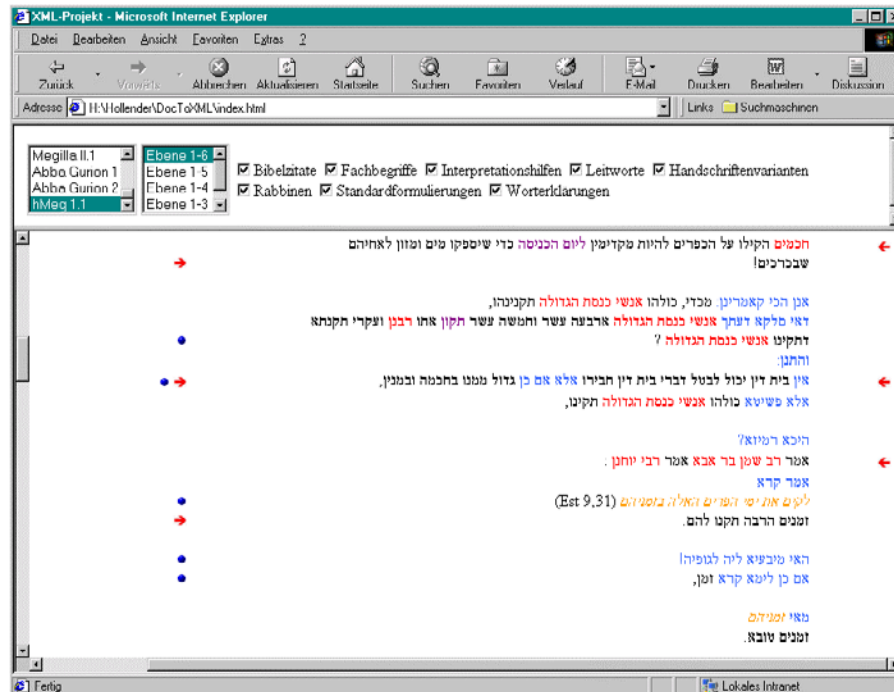 XML-Projekt - Microsoft Internet Explorer
Datei Bearbeiten Ansicht Favoriten Extras ?
Zurück Vorwärts Abbrechen Aktualisieren Startseite Suchen Favoriten Verlauf E-Mail Drucken Bearbeiten Diskussion
Adresse H:\Hollender\DocToXML\index.html Links Suchmaschinen
Megilla II.1
Abba Gurion 1
Abba Gurion 2
hMeg 1.1
Ebene 1-6
Ebene 1-5
Ebene 1-4
Ebene 1-3
Bibelzitate Fachbegriffe Interpretationshilfen Leitworte Handschriftenvarianten
Rabbinen Standardformulierungen Worterklarungen
חכמים הקילו על הכפרים להיות מקדימין ליום הכניסה כדי שיספקו מים ומזון לאחיהם
שבכרכים!
אנן הכי קאמרינן. מכדי, כולהו אנשי כנסת הגדולה תקנינהו,
דאי סלקא דעתך אנשי כנסת הגדולה ארבעה עשר וחמשה עשר תקון אתו רבנן ועקרי תקנתא
דתקינו אנשי כנסת הגדולה ?
והתנן:
אין בית דין יכול לבטל דברי בית דין חבירו אלא אם כן גדול ממנו בחכמה ובמנין,
אלא פשיטא כולהו אנשי כנסת הגדולה תקינו,
היכא רמיזא?
אמר רב שמן בר אבא אמר רבי יוחנן :
אמר קרא
לקים את ימי הפרים האלה בזמניהם (Est 9,31)
זמנים הרבה תקנו להם.
האי מיבעיא ליה לגופיה!
אם כן לימא קרא זמן,
מאי זמניהם
זמנים טובא.
Fertig Lokales Intranet